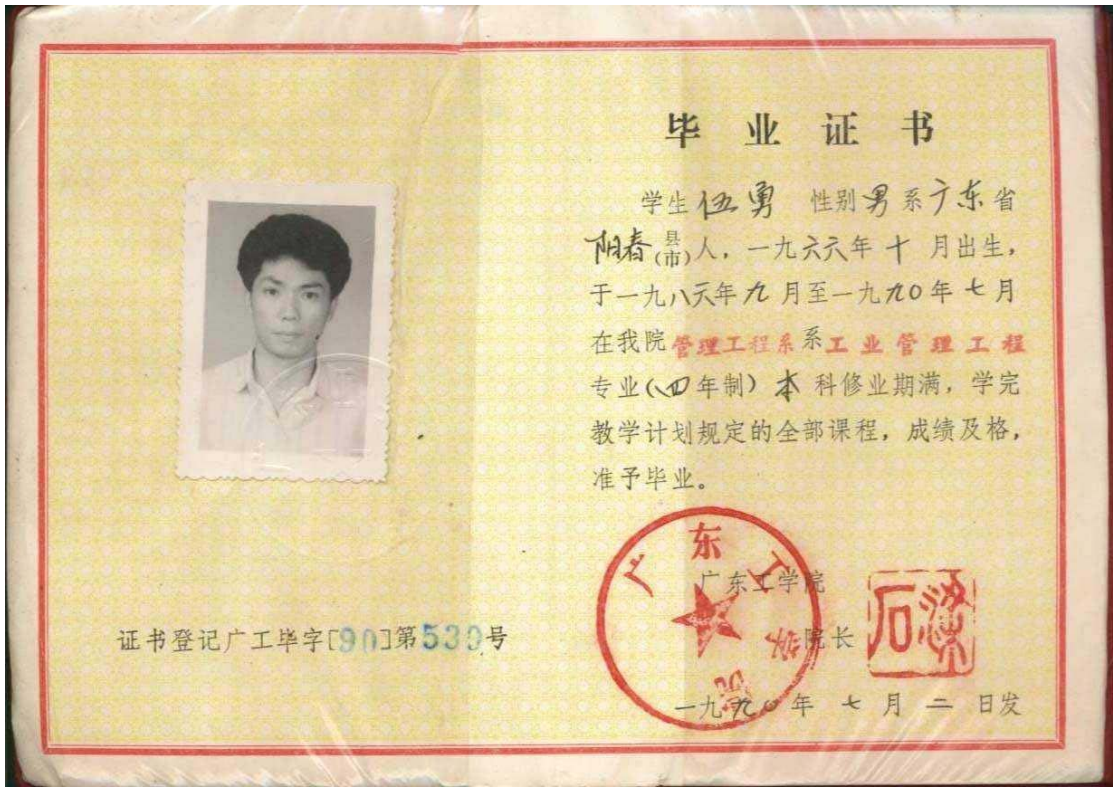 毕业证书
学生伍勇 性别男系广东省
阳春县(市)人,一九六六年十月出生,
于一九八六年九月至一九九0年七月
在我院管理工程系系工业管理工程
专业(四年制)本科修业期满,学完
教学计划规定的全部课程,成绩及格,
准予毕业。
广东工学院
广东工学院
院长
证书登记广工毕字[90]第539号
一九九0年七月二日发